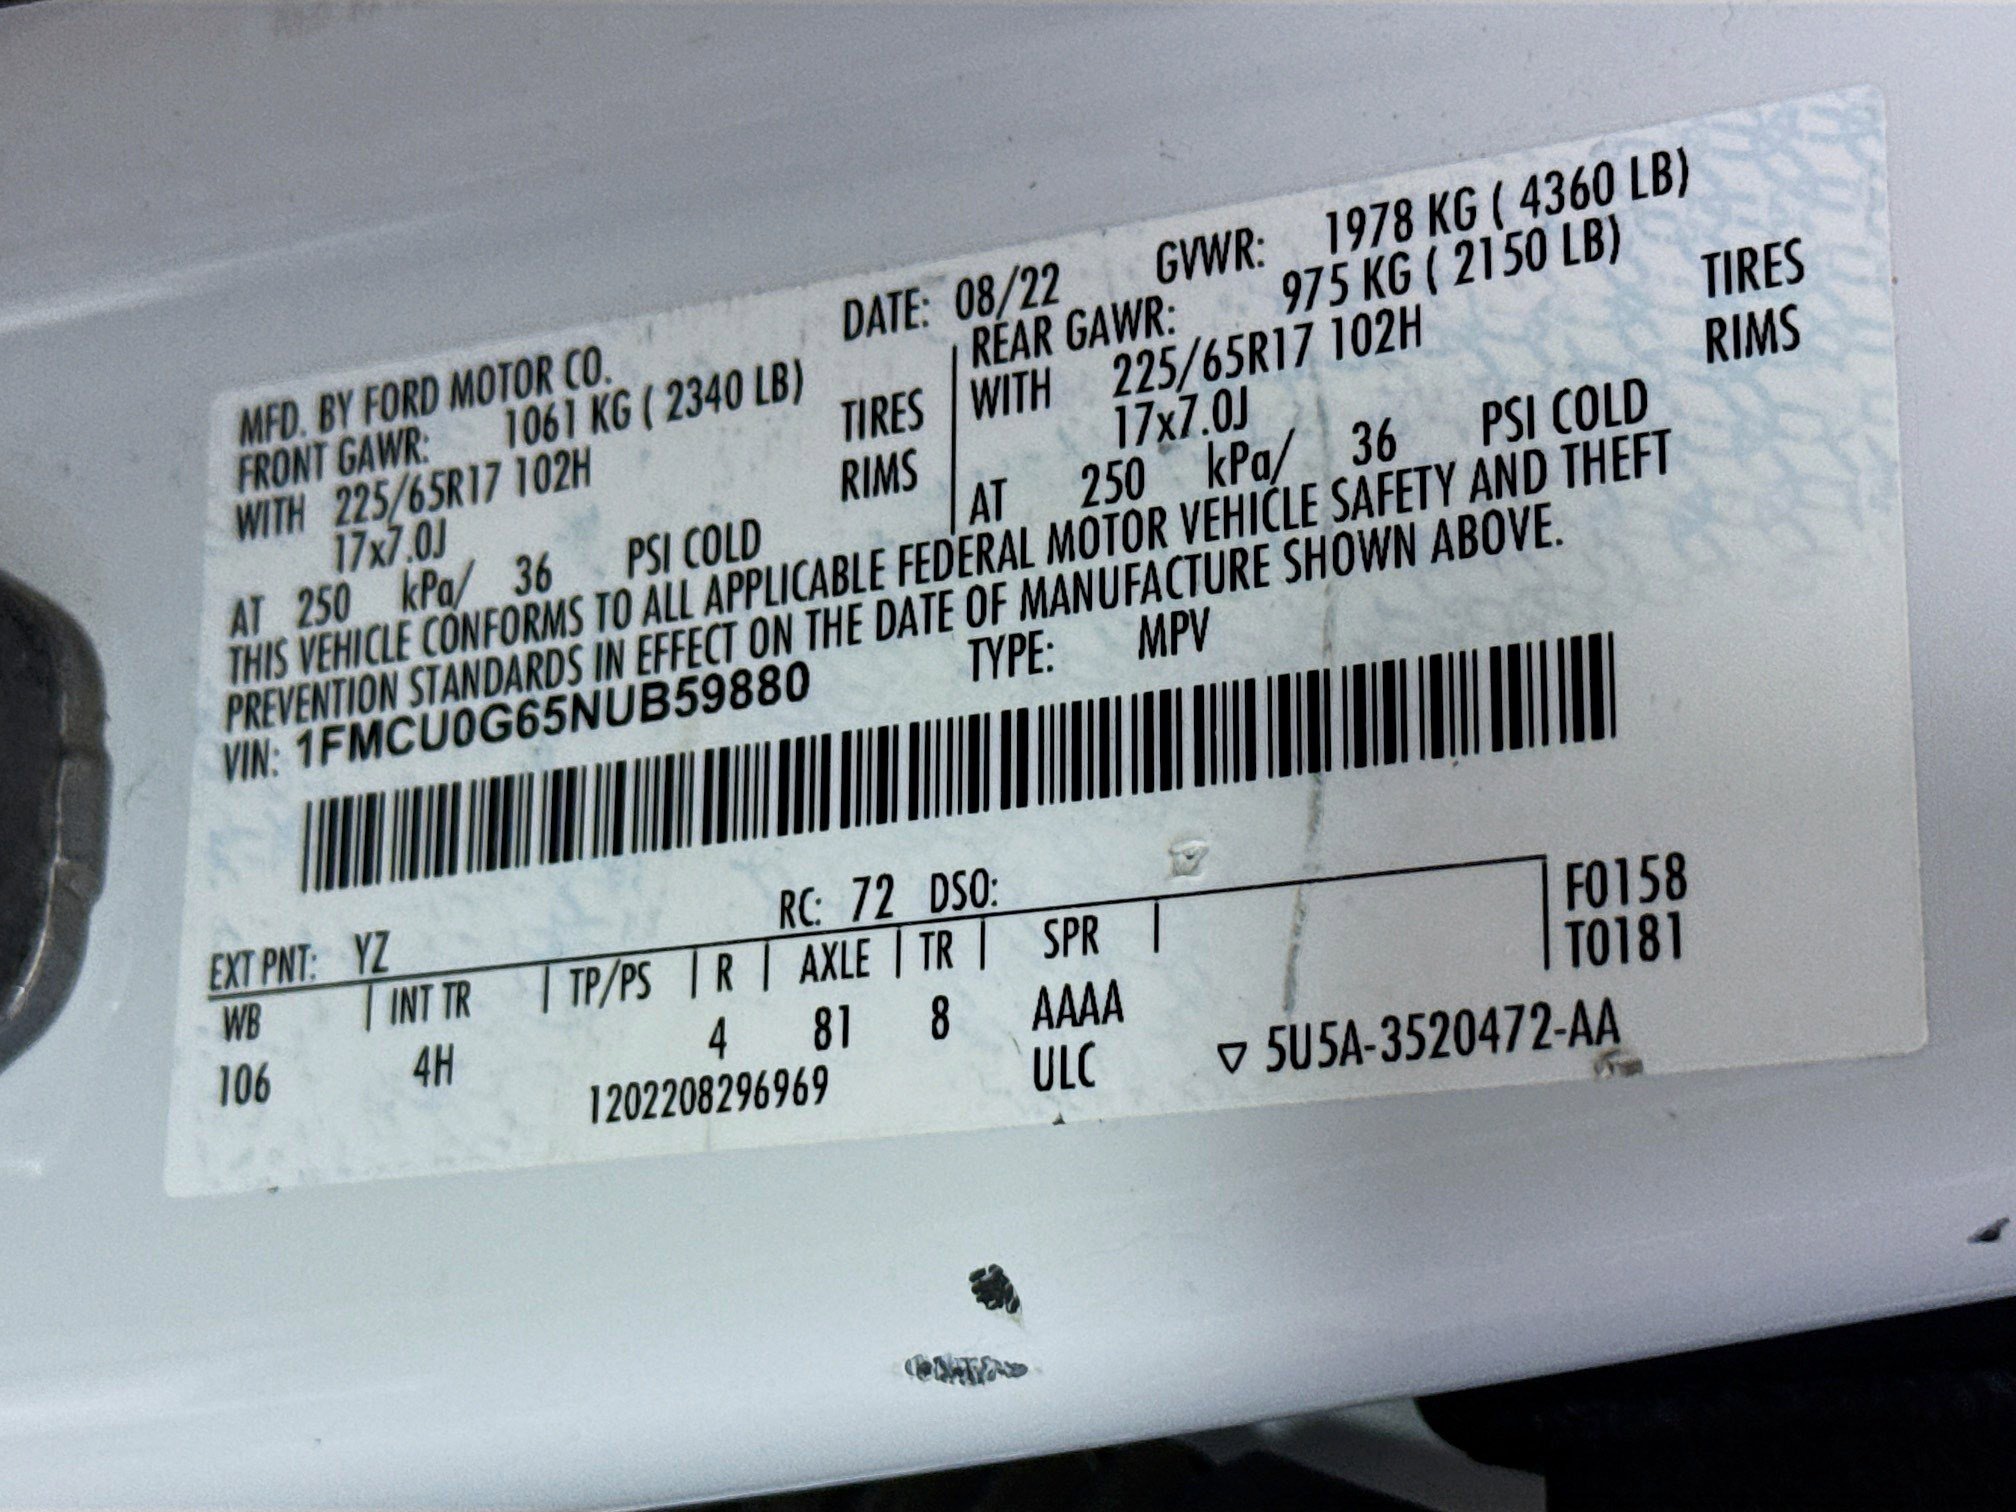 DATE: 08/22 GVWR: 1978 KG ( 4360 LB)
MFD. BY FORD MOTOR CO.
FRONT GAWR: 1061 KG ( 2340 LB)
WITH 225/65R17 102H TIRES
17x7.0J RIMS
AT 250 kPa/ 36 PSI COLD
REAR GAWR: 975 KG ( 2150 LB)
WITH 225/65R17 102H TIRES
17x7.0J RIMS
AT 250 kPa/ 36 PSI COLD
THIS VEHICLE CONFORMS TO ALL APPLICABLE FEDERAL MOTOR VEHICLE SAFETY AND THEFT
PREVENTION STANDARDS IN EFFECT ON THE DATE OF MANUFACTURE SHOWN ABOVE.
VIN: 1FMCU0G65NUB59880 TYPE: MPV
EXT PNT: YZ RC: 72 DSO:
WB | INT TR | TP/PS | R | AXLE | TR | SPR |
106 4H 4 81 8 AAAA
1202208296969 ULC
F0158
T0181
▽ 5U5A-3520472-AA